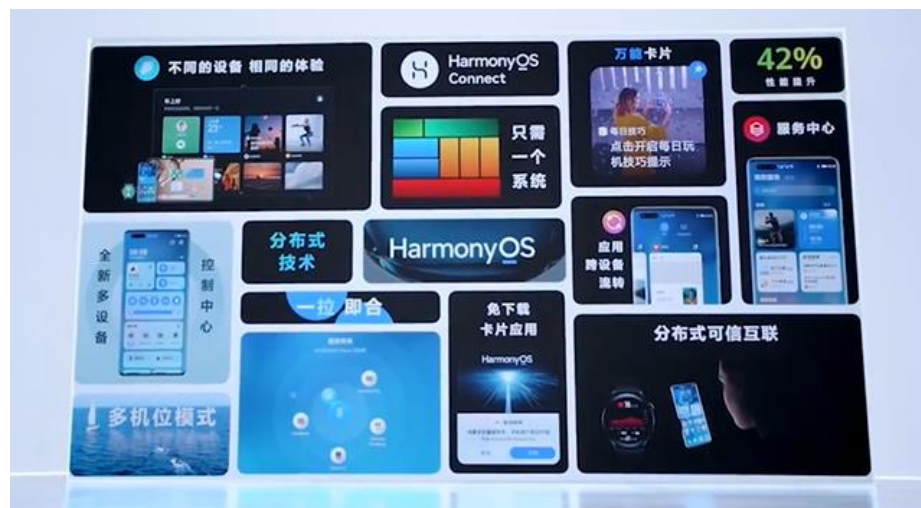 不同的设备 相同的体验
HarmonyOS
Connect
万能卡片
每日技巧
点击开启每日玩
机技巧提示
42%
性能提升
只需
一个
系统
服务中心
全新多设备
控制中心
分布式
技术
HarmonyOS
应用
跨设备
流转
一拉即合
免下载
卡片应用
HarmonyOS
分布式可信互联
多机位模式